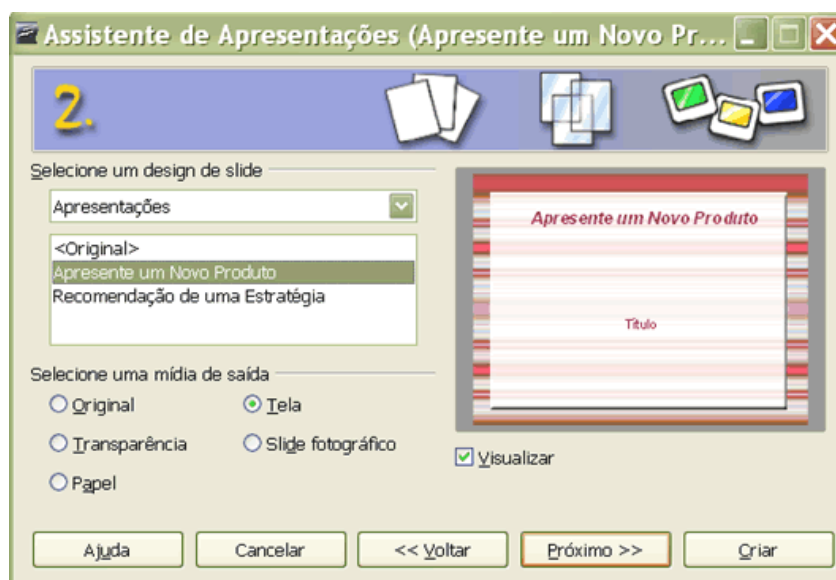 Assistente de Apresentações (Apresente um Novo Pr...
2.
Selecione um design de slide
Apresentações
<Original>
Apresente um Novo Produto
Recomendação de uma Estratégia
Apresente um Novo Produto
Título
Selecione uma mídia de saída
Original
Tela
Transparência
Slide fotográfico
Papel
Visualizar
Ajuda
Cancelar
<< Voltar
Próximo >>
Criar